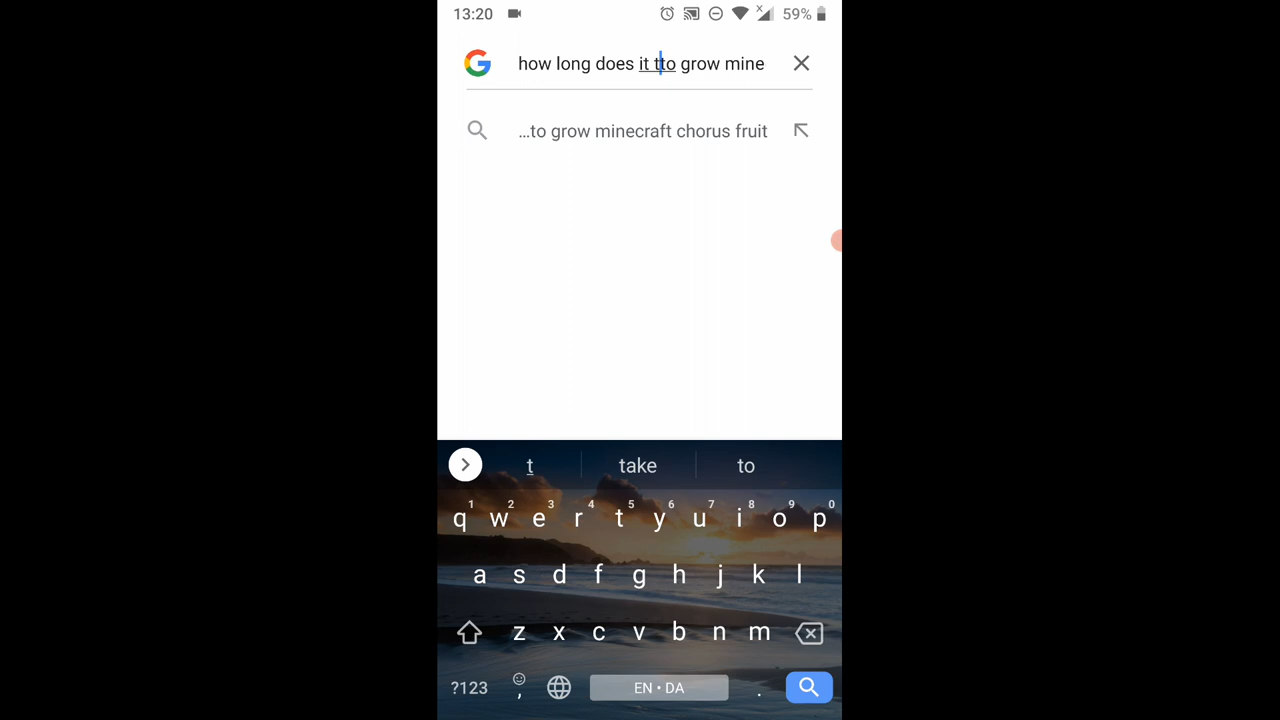 13:20 59%
how long does it tto grow mine
...to grow minecraft chorus fruit
t take to
1 2 3 4 5 6 7 8 9 0
q w e r t y u i o p
a s d f g h j k l
z x c v b n m
?123 , EN • DA .